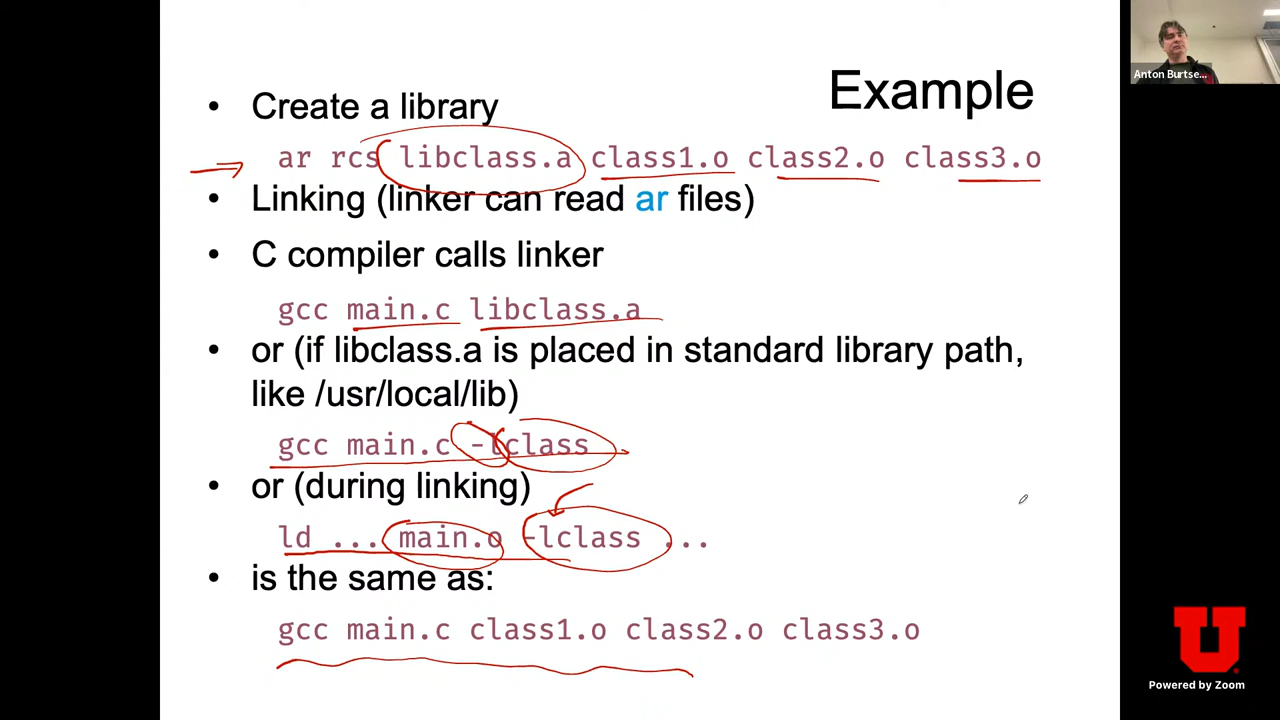 Example
• Create a library
ar rcs libclass.a class1.o class2.o class3.o
• Linking (linker can read ar files)
• C compiler calls linker
gcc main.c libclass.a
• or (if libclass.a is placed in standard library path,
like /usr/local/lib)
gcc main.c -lclass
• or (during linking)
ld ... main.o -lclass ...
• is the same as:
gcc main.c class1.o class2.o class3.o
Anton Burtse...
U
Powered by Zoom